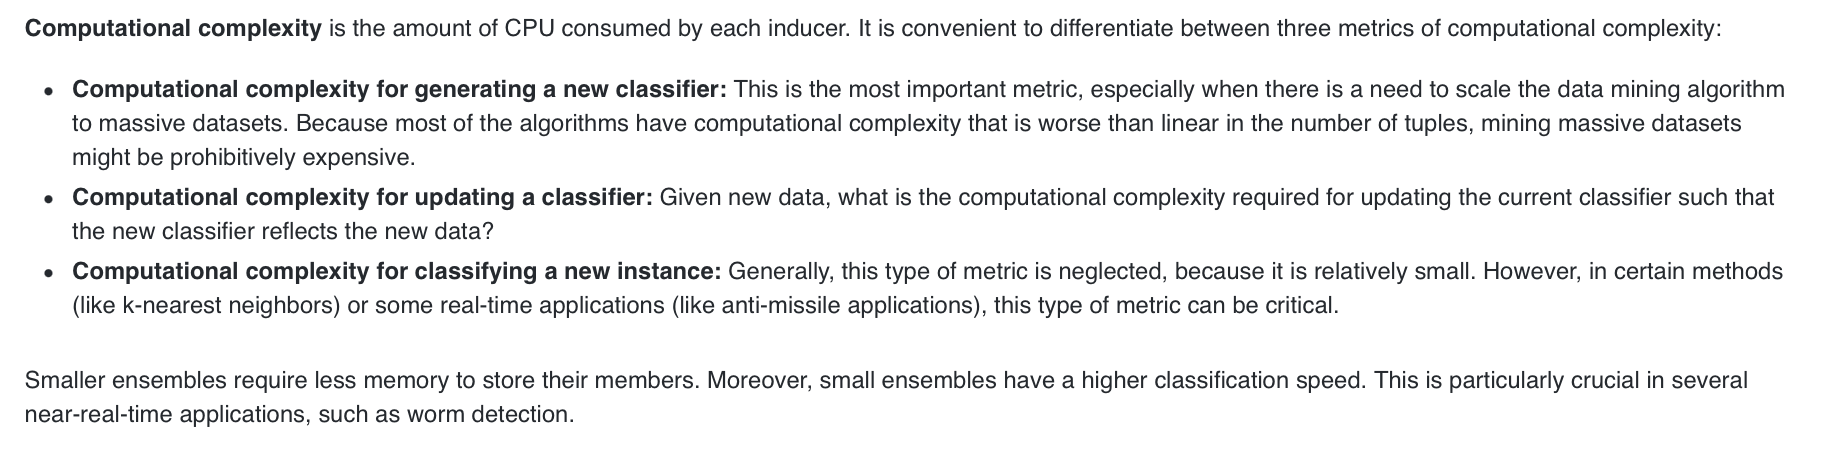 Computational complexity is the amount of CPU consumed by each inducer. It is convenient to differentiate between three metrics of computational complexity:
• Computational complexity for generating a new classifier: This is the most important metric, especially when there is a need to scale the data mining algorithm
to massive datasets. Because most of the algorithms have computational complexity that is worse than linear in the number of tuples, mining massive datasets
might be prohibitively expensive.
• Computational complexity for updating a classifier: Given new data, what is the computational complexity required for updating the current classifier such that
the new classifier reflects the new data?
• Computational complexity for classifying a new instance: Generally, this type of metric is neglected, because it is relatively small. However, in certain methods
(like k-nearest neighbors) or some real-time applications (like anti-missile applications), this type of metric can be critical.
Smaller ensembles require less memory to store their members. Moreover, small ensembles have a higher classification speed. This is particularly crucial in several
near-real-time applications, such as worm detection.